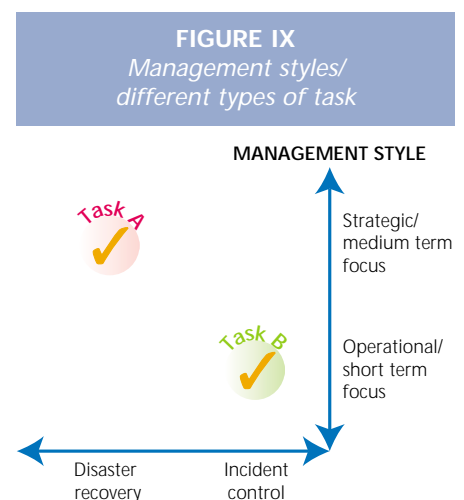 FIGURE IX
Management styles/
different types of task
MANAGEMENT STYLE
Task A
Strategic/
medium term
focus
Task B
Operational/
short term
focus
Disaster
recovery
Incident
control